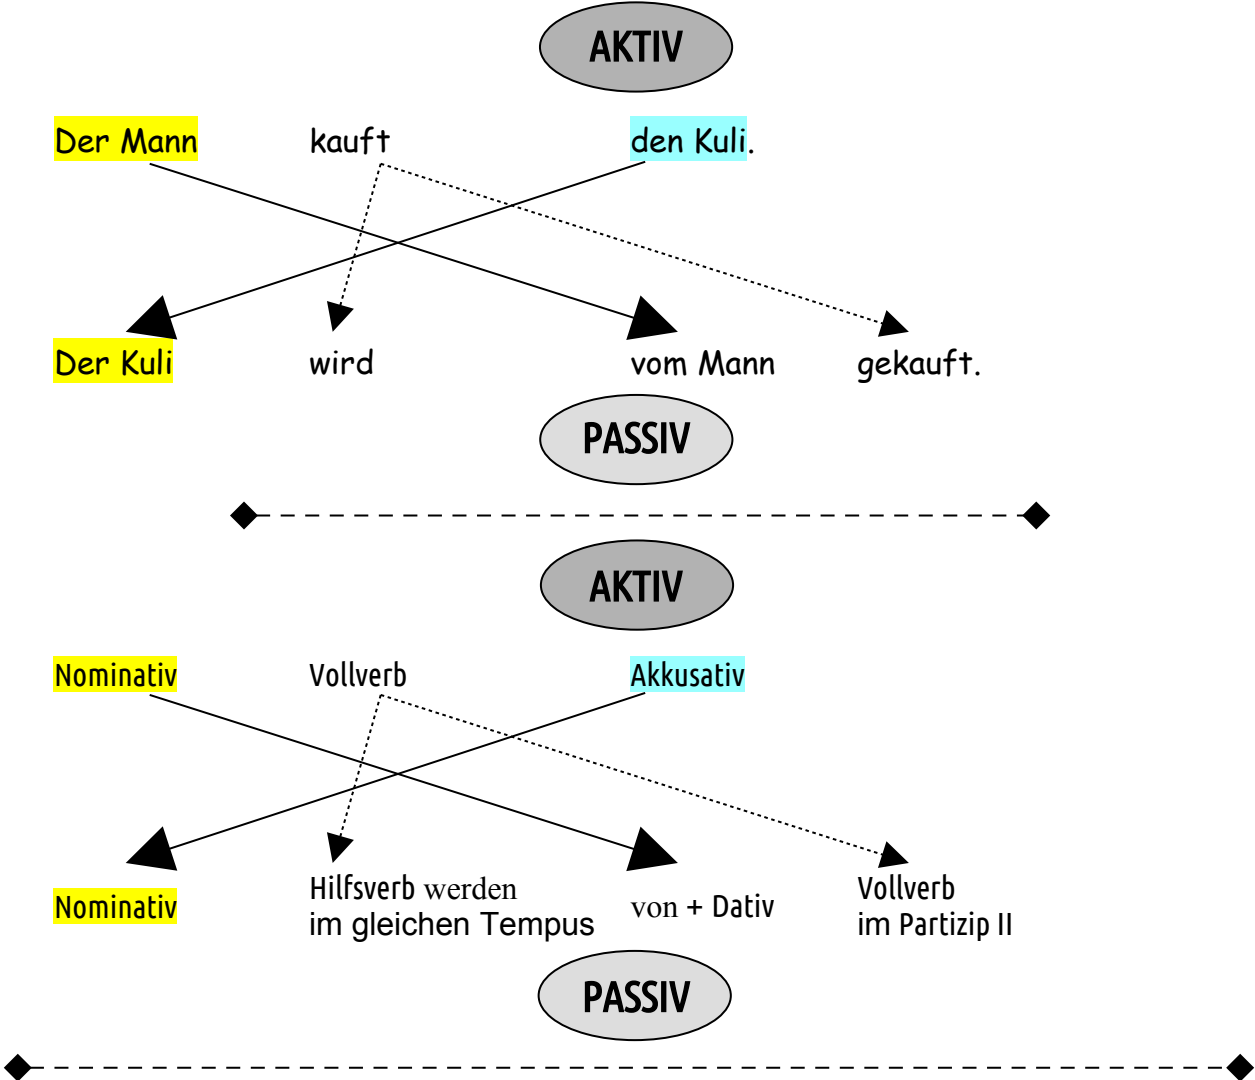 AKTIV
Der Mann kauft den Kuli.
Der Kuli wird vom Mann gekauft.
PASSIV
AKTIV
Nominativ Vollverb Akkusativ
Nominativ Hilfsverb werden von + Dativ Vollverb
im gleichen Tempus im Partizip II
PASSIV